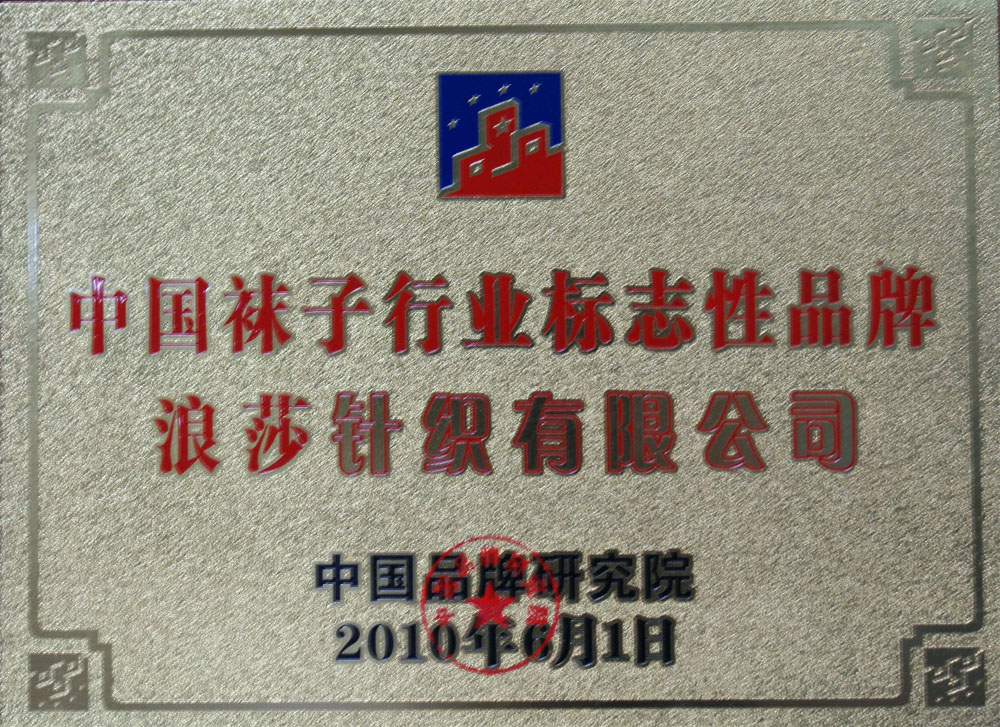 中国袜子行业标志性品牌
浪莎针织有限公司
中国品牌研究院
2010年6月1日